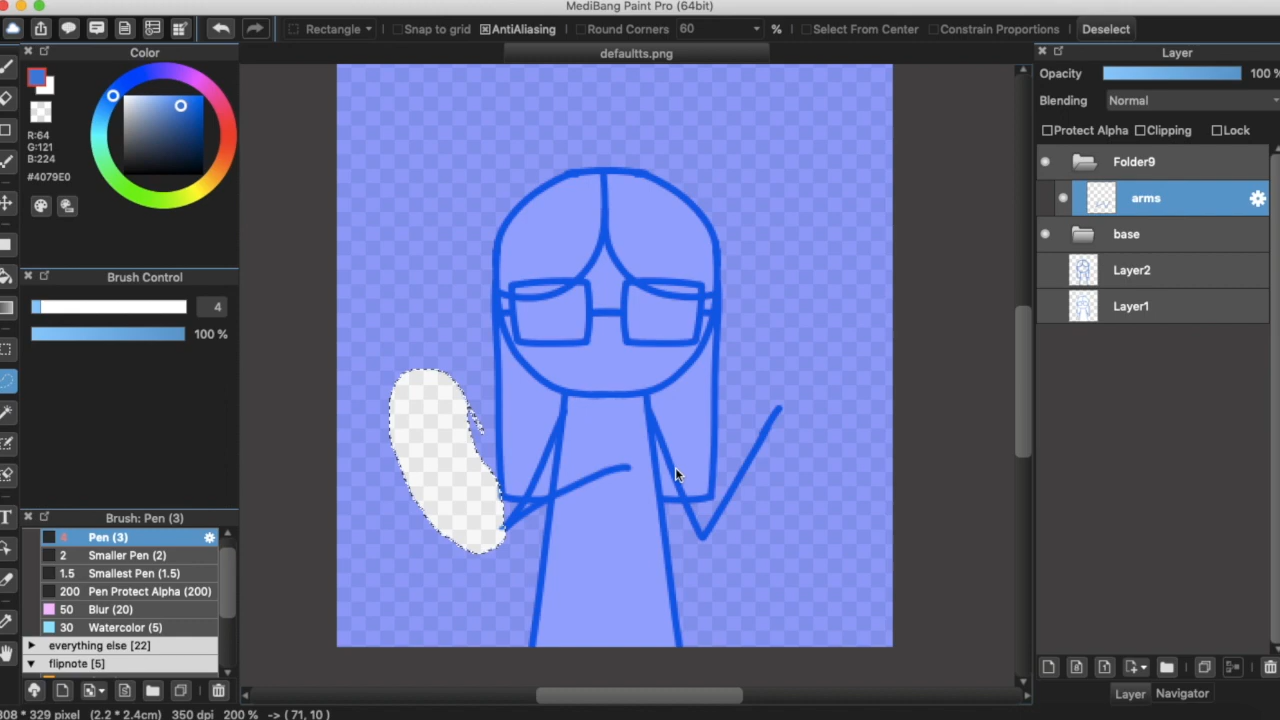 MediBang Paint Pro (64bit)
Rectangle Snap to grid AntiAliasing Round Corners 60 % Select From Center Constrain Proportions Deselect
Color
defaultts.png
Layer
R:64
G:121
B:224
#4079E0
Opacity 100 %
Blending Normal
Protect Alpha Clipping Lock
Folder9
arms
base
Layer2
Layer1
Brush Control
4
100 %
Brush: Pen (3)
4 Pen (3)
2 Smaller Pen (2)
1.5 Smallest Pen (1.5)
200 Pen Protect Alpha (200)
50 Blur (20)
30 Watercolor (5)
everything else [22]
flipnote [5]
T
Layer Navigator
308 * 329 pixel (2.2 * 2.4cm) 350 dpi 200 % -> ( 71, 10 )